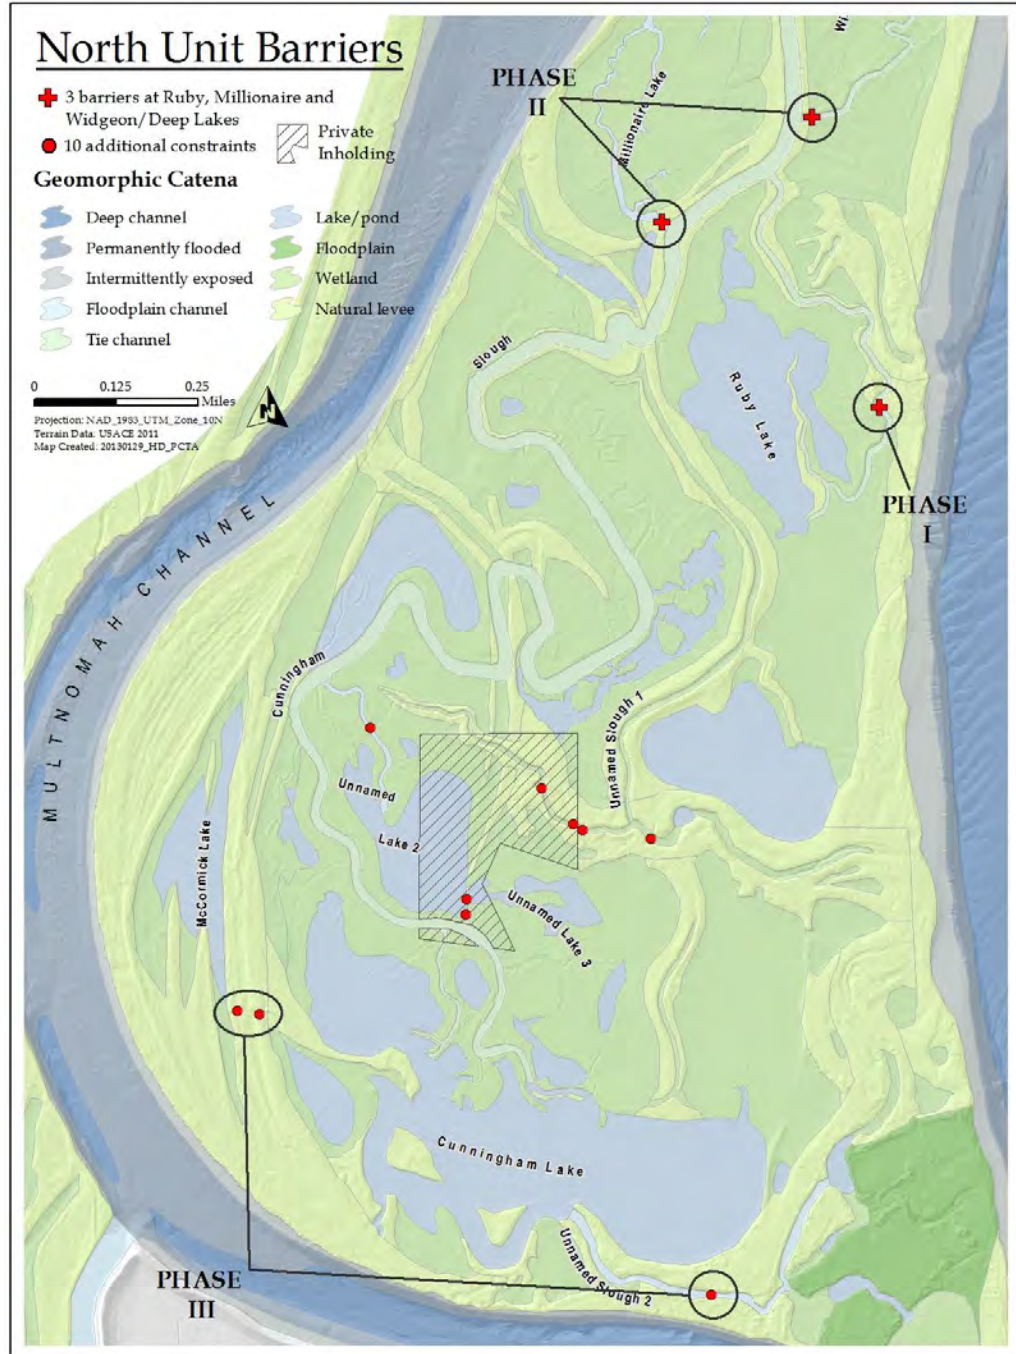 North Unit Barriers
3 barriers at Ruby, Millionaire and
Widgeon/Deep Lakes
10 additional constraints
Private
Inholding
Geomorphic Catena
Deep channel
Permanently flooded
Intermittently exposed
Floodplain channel
Tie channel
Lake/pond
Floodplain
Wetland
Natural levee
0 0.125 0.25
Miles
N
Projection: NAD_1983_UTM_Zone_10N
Terrain Data: USACE 2011
Map Created: 20130129_HD_PCTA
PHASE
II
Millionaire Lake
Slough
Ruby Lake
PHASE
I
MULTNOMAH CHANNEL
Cunningham
Unnamed Slough 1
Unnamed
Lake 2
McCormick Lake
Unnamed Lake 3
Cunningham Lake
Unnamed Slough 2
PHASE
III